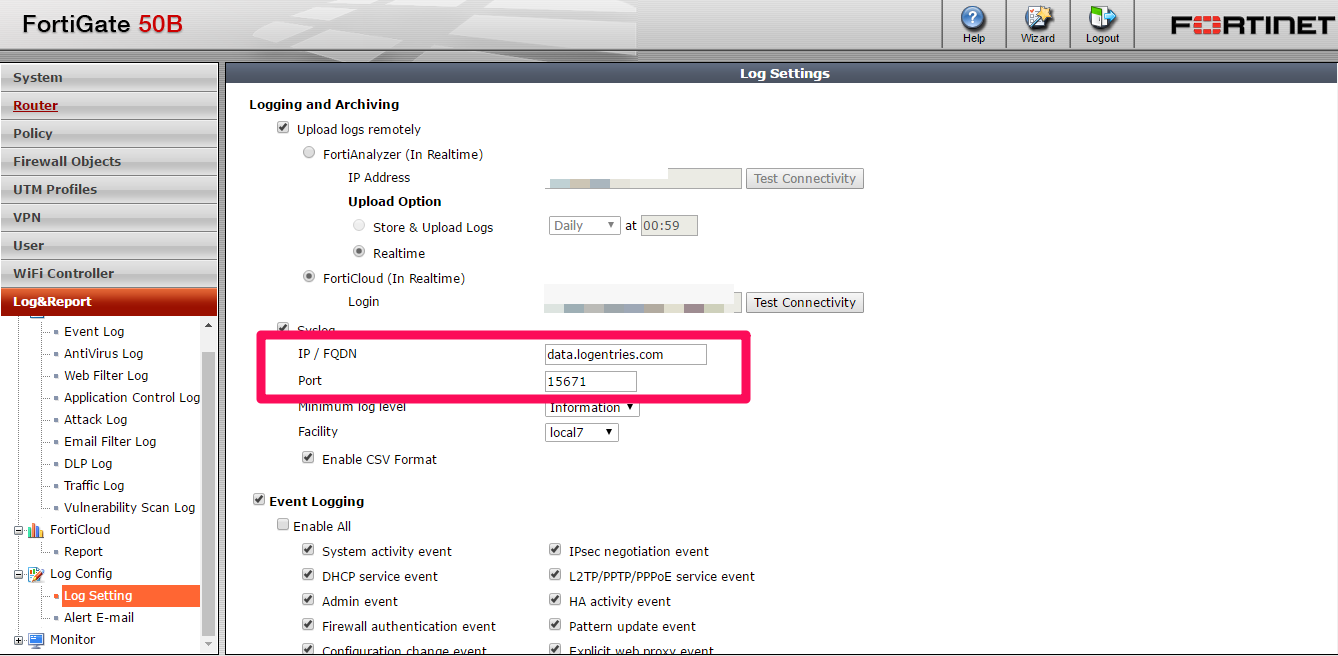 FortiGate 50B
Help
Wizard
Logout
FORTINET
System
Router
Policy
Firewall Objects
UTM Profiles
VPN
User
WiFi Controller
Log&Report
Event Log
AntiVirus Log
Web Filter Log
Application Control Log
Attack Log
Email Filter Log
DLP Log
Traffic Log
Vulnerability Scan Log
FortiCloud
Report
Log Config
Log Setting
Alert E-mail
Monitor
Log Settings
Logging and Archiving
Upload logs remotely
FortiAnalyzer (In Realtime)
IP Address Test Connectivity
Upload Option
Store & Upload Logs Daily at 00:59
Realtime
FortiCloud (In Realtime)
Login Test Connectivity
Syslog
IP / FQDN data.logentries.com
Port 15671
Minimum log level Information
Facility local7
Enable CSV Format
Event Logging
Enable All
System activity event IPsec negotiation event
DHCP service event L2TP/PPTP/PPPoE service event
Admin event HA activity event
Firewall authentication event Pattern update event
Configuration change event Explicit web proxy event